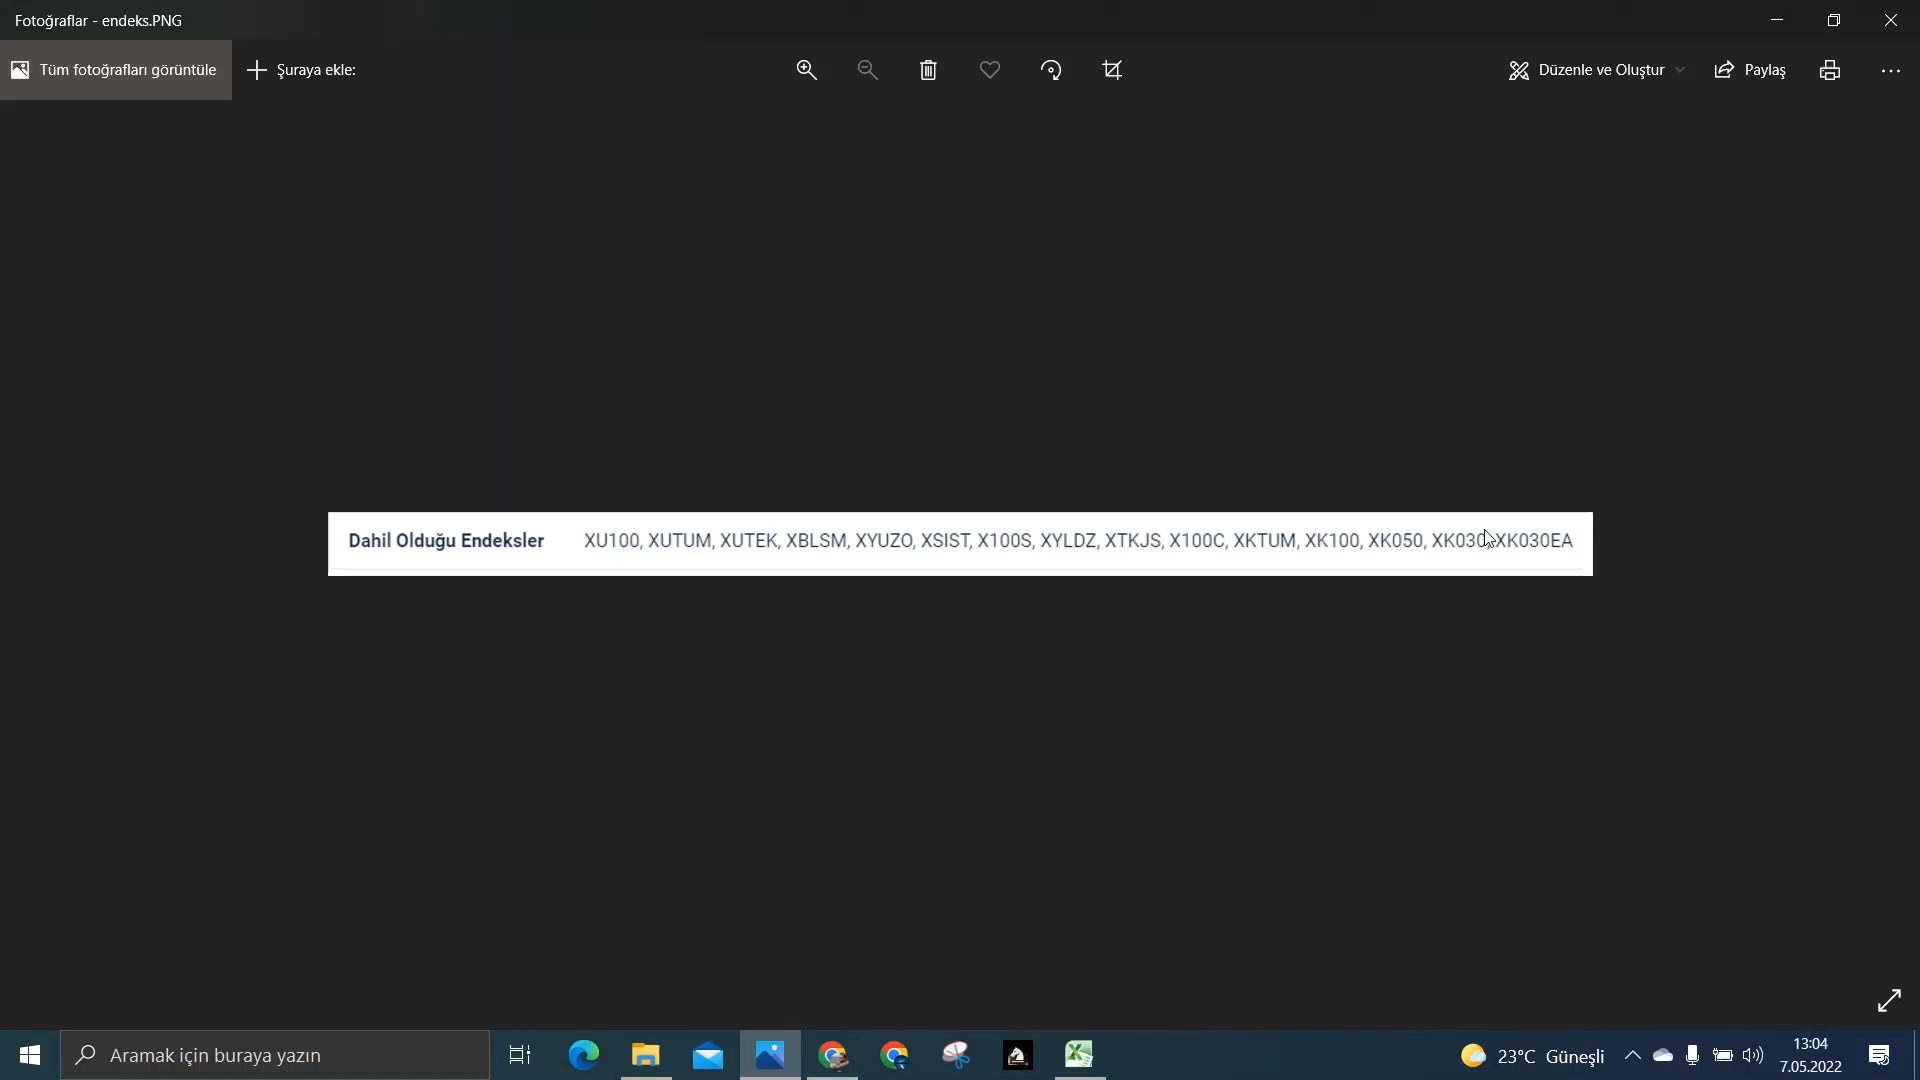 Fotoğraflar - endeks.PNG
Tüm fotoğrafları görüntüle
Şuraya ekle:
Düzenle ve Oluştur
Paylaş
Dahil Olduğu Endeksler XU100, XUTUM, XUTEK, XBLSM, XYUZO, XSIST, X100S, XYLDZ, XTKJS, X100C, XKTUM, XK100, XK050, XK030, XK030EA
Aramak için buraya yazın
23°C Güneşli
13:04
7.05.2022